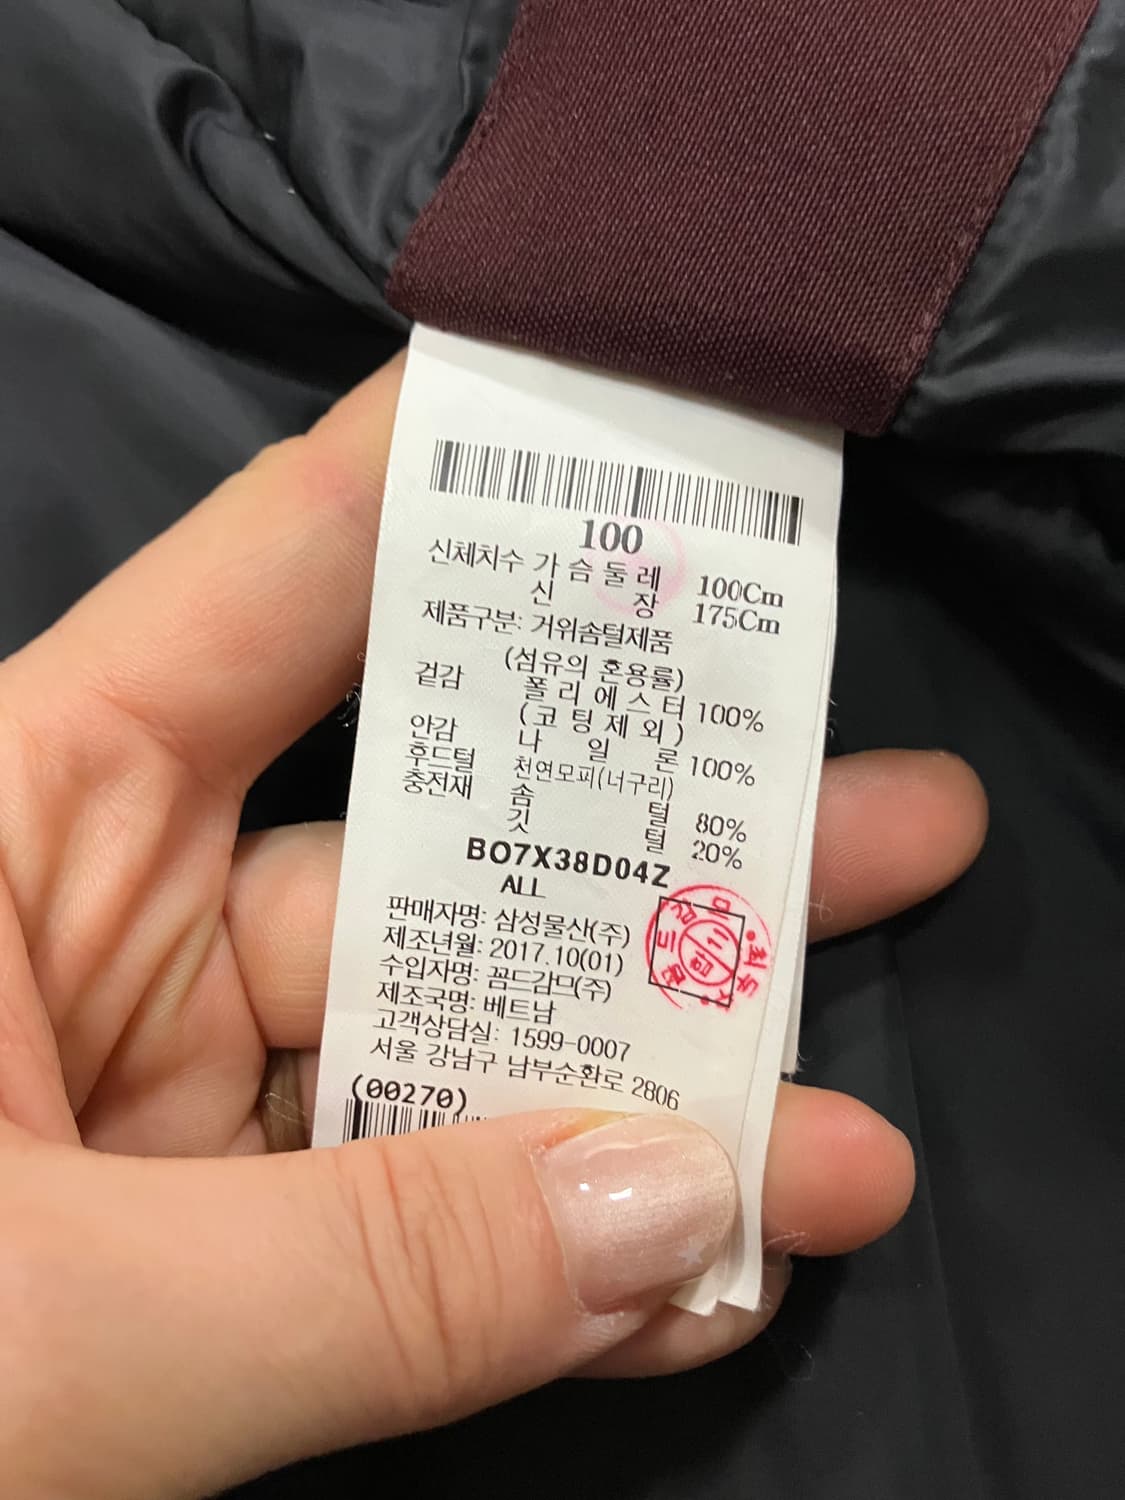 100
신체치수 가슴둘레 100Cm
신장 175Cm
제품구분: 거위솜털제품
(섬유의 혼용률)
겉감 폴리에스터 100%
(코팅제외)
안감 나일론 100%
후드털 천연모피(너구리)
충전재 솜털 80%
깃털 20%
BO7X38D04Z
ALL
판매자명: 삼성물산(주)
제조년월: 2017.10(01)
수입자명: 꼼드감므(주)
제조국명: 베트남
고객상담실: 1599-0007
서울 강남구 남부순환로 2806
(00270)